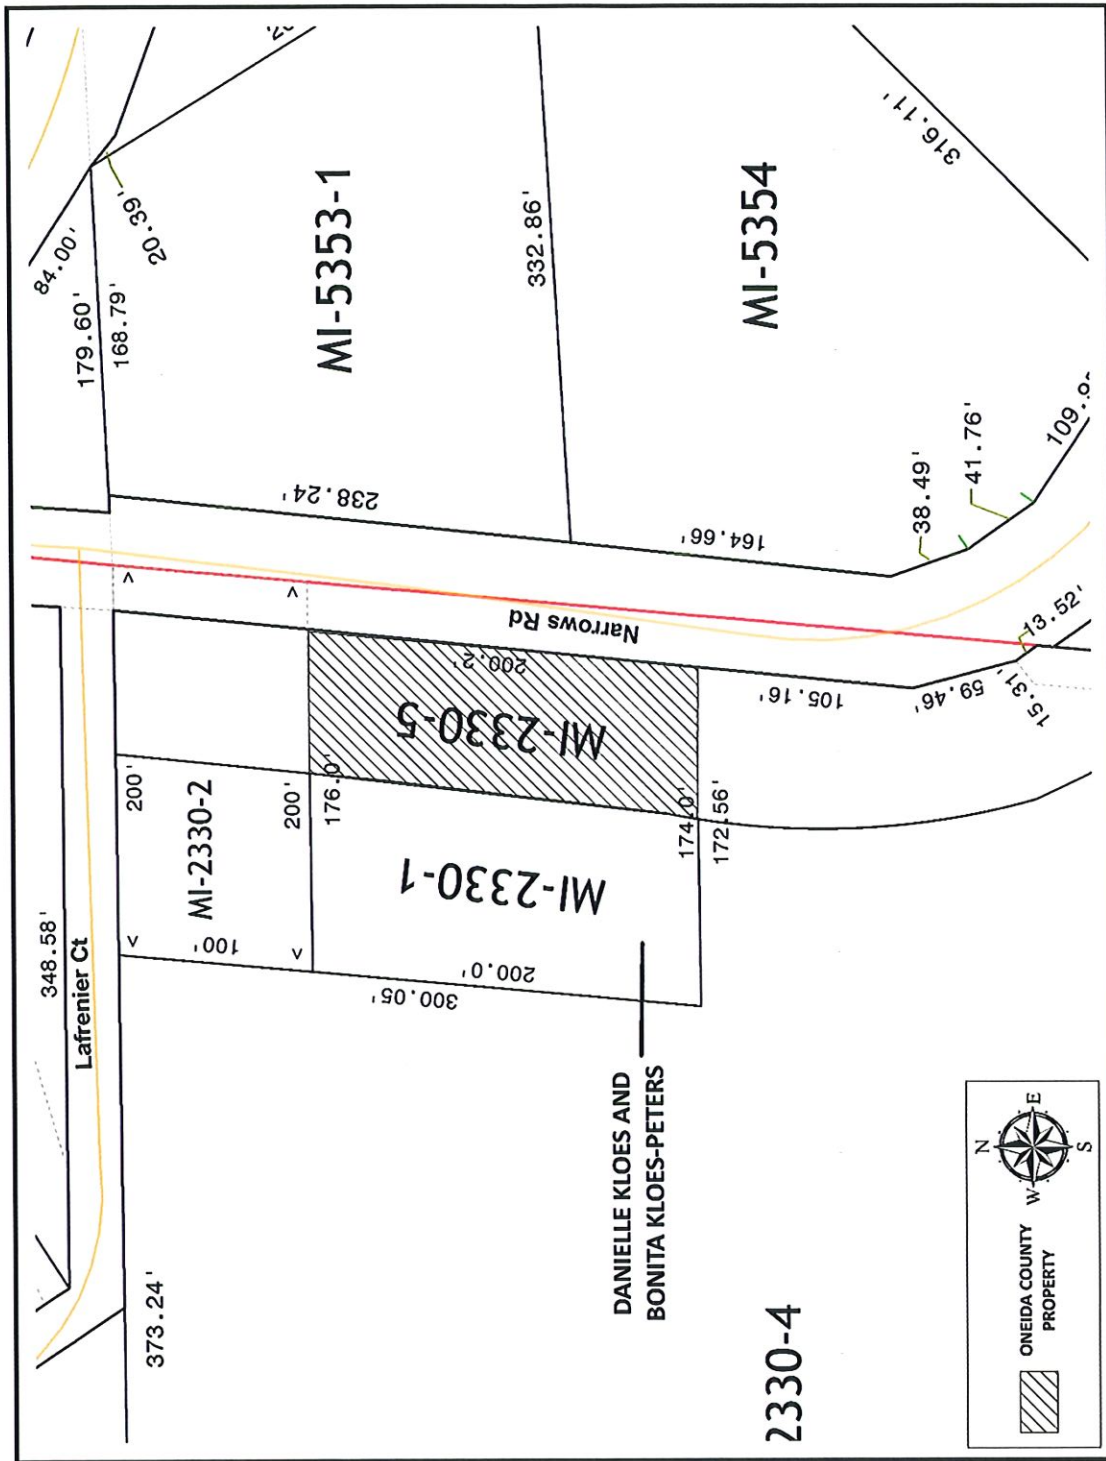 84.00'
20.39'
179.60'
168.79'
MI-5353-1
332.86'
MI-5354
316.11'
238.24'
164.66'
38.49'
41.76'
Narrows Rd
13.52'
15.31'
59.46'
105.16'
200.2'
MI-2330-5
200'
MI-2330-2
200'
176.0'
174.0'
172.56'
MI-2330-1
348.58'
Lafrenier Ct
100'
200.0'
300.05'
373.24'
DANIELLE KLOES AND
BONITA KLOES-PETERS
2330-4
ONEIDA COUNTY
PROPERTY
N
E
S
W